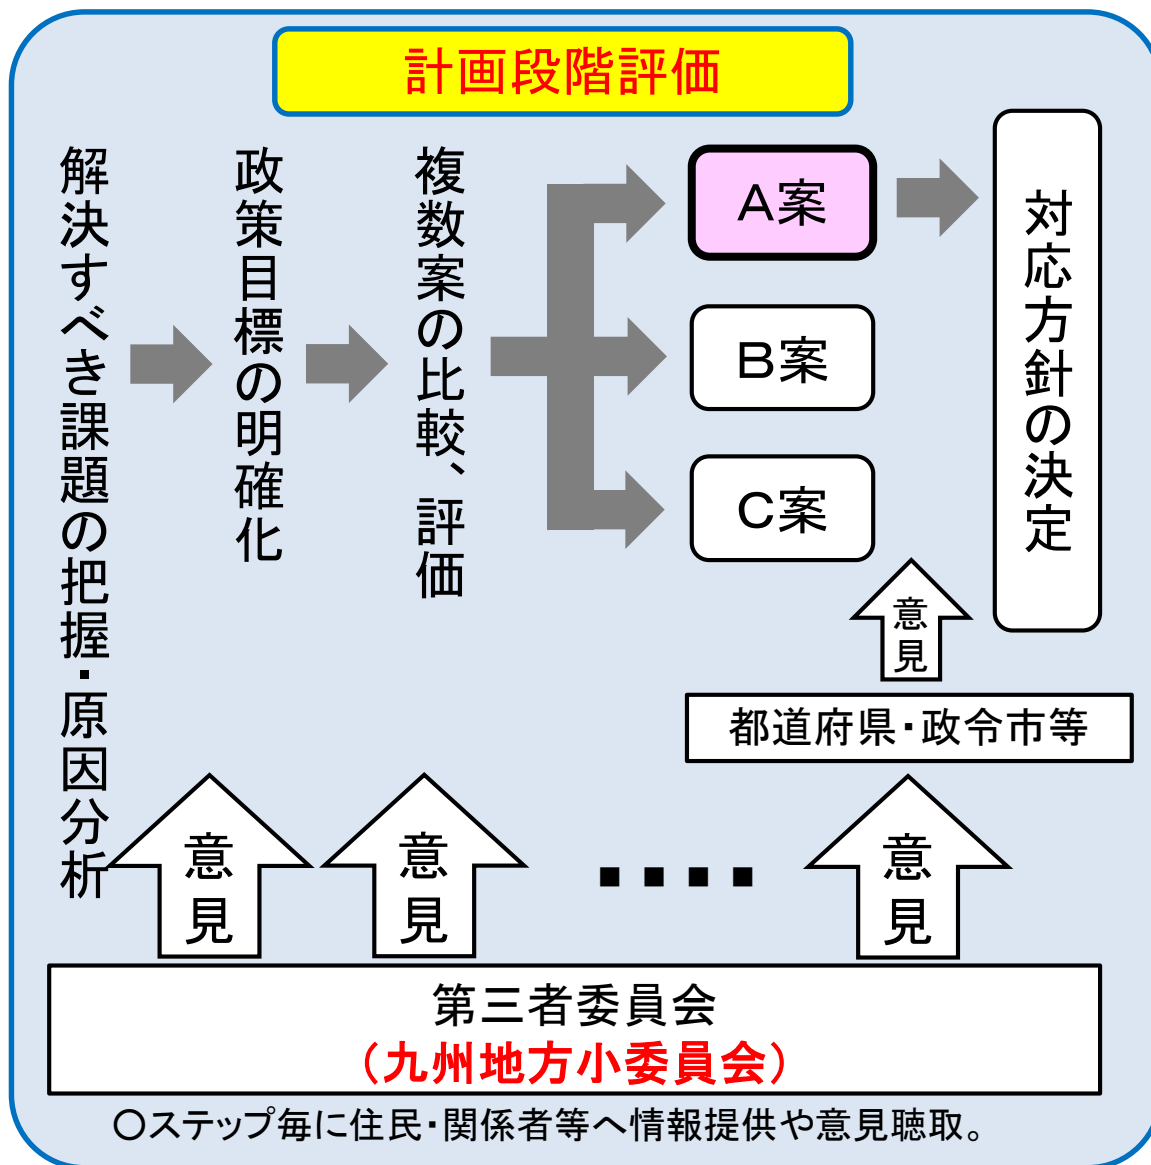 計画段階評価
解決すべき課題の把握・原因分析
政策目標の明確化
複数案の比較、評価
A案
B案
C案
対応方針の決定
意見
都道府県・政令市等
意見
意見
・・・・
意見
第三者委員会
（九州地方小委員会）
○ステップ毎に住民・関係者等へ情報提供や意見聴取。